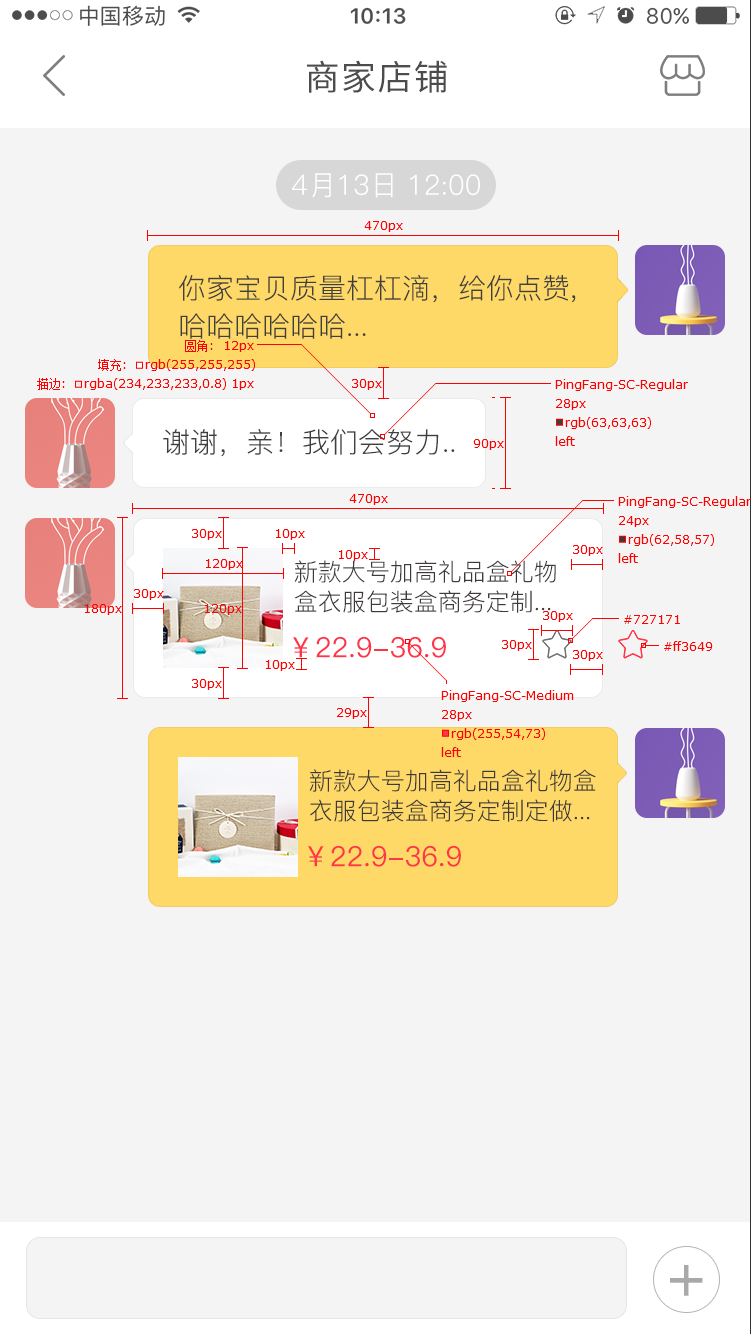 中国移动
10:13
80%
商家店铺
4月13日 12:00
470px
你家宝贝质量杠杠滴，给你点赞，
哈哈哈哈哈哈...
圆角：12px
填充：rgb(255,255,255)
描边：rgba(234,233,233,0.8) 1px
30px
PingFang-SC-Regular
28px
rgb(63,63,63)
left
谢谢，亲！我们会努力..
90px
470px
PingFang-SC-Regular
24px
rgb(62,58,57)
left
30px
10px
10px
30px
120px
新款大号加高礼品盒礼物
盒衣服包装盒商务定制...
30px
180px
120px
30px
#727171
¥ 22.9-36.9
30px
30px
#ff3649
10px
30px
PingFang-SC-Medium
28px
rgb(255,54,73)
left
29px
新款大号加高礼品盒礼物盒
衣服包装盒商务定制定做...
¥ 22.9-36.9